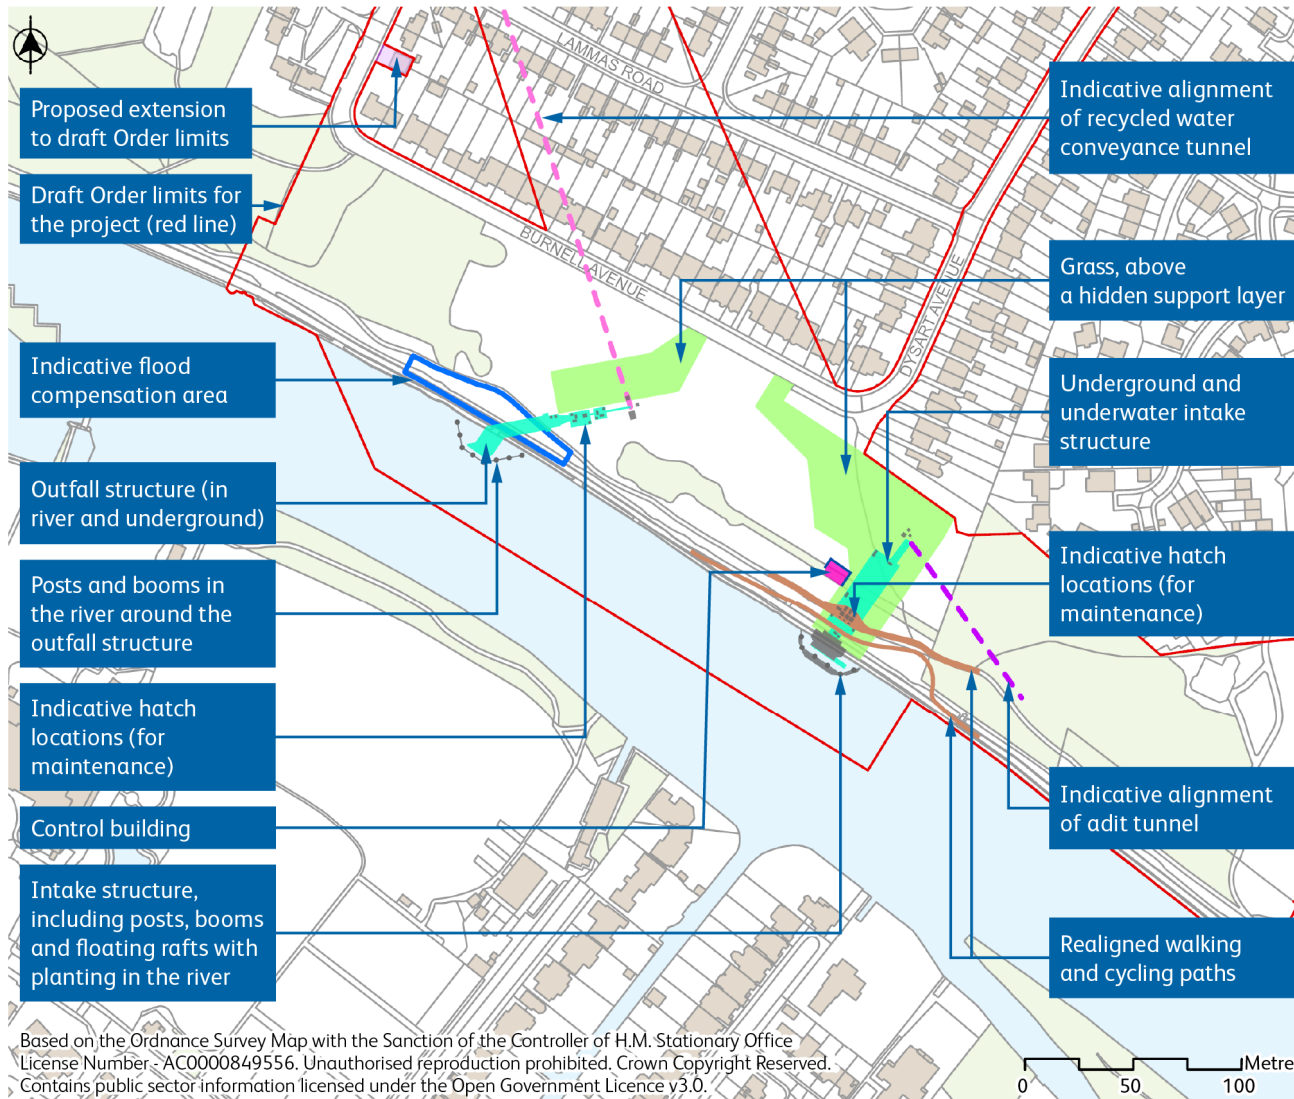 LAMMAS ROAD
Proposed extension
to draft Order limits
Draft Order limits for
the project (red line)
Indicative flood
compensation area
Outfall structure (in
river and underground)
Posts and booms in
the river around the
outfall structure
Indicative hatch
locations (for
maintenance)
Control building
Intake structure,
including posts, booms
and floating rafts with
planting in the river
BURNELL AVENUE
DYSART AVENUE
Indicative alignment
of recycled water
conveyance tunnel
Grass, above
a hidden support layer
Underground and
underwater intake
structure
Indicative hatch
locations (for
maintenance)
Indicative alignment
of adit tunnel
Realigned walking
and cycling paths
Based on the Ordnance Survey Map with the Sanction of the Controller of H.M. Stationary Office
License Number - AC0000849556. Unauthorised reproduction prohibited. Crown Copyright Reserved.
Contains public sector information licensed under the Open Government Licence v3.0.
Metre
0 50 100